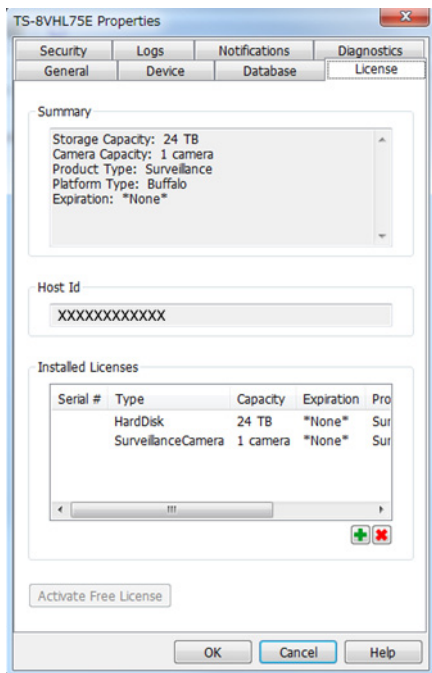 TS-8VHL75E Properties
Security Logs Notifications Diagnostics
General Device Database License
Summary
Storage Capacity: 24 TB
Camera Capacity: 1 camera
Product Type: Surveillance
Platform Type: Buffalo
Expiration: *None*
Host Id
XXXXXXXXXXXX
Installed Licenses
Serial # Type Capacity Expiration Pro
HardDisk 24 TB *None* Sur
SurveillanceCamera 1 camera *None* Sur
Activate Free License
OK Cancel Help